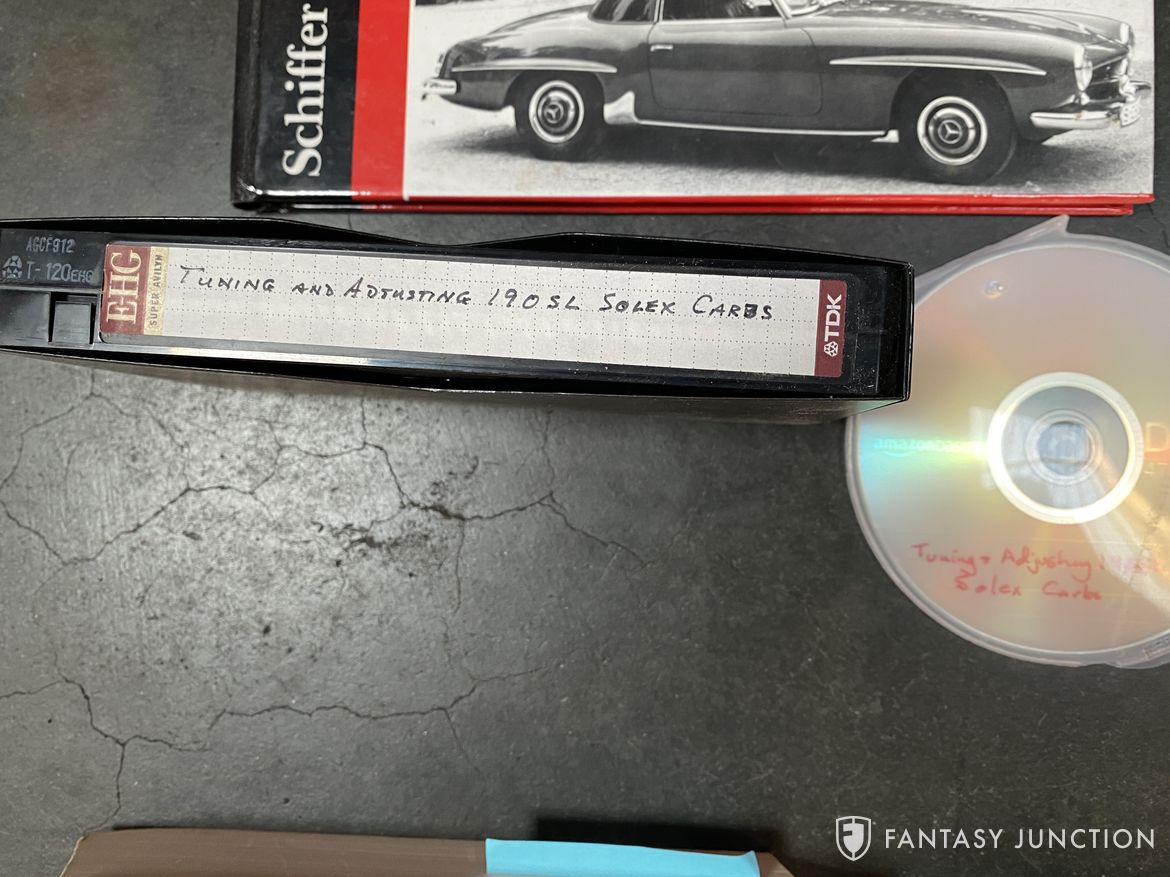 Schiffer
AGCF912
T-120EHG
EHG
SUPER AVILYN
TUNING AND ADJUSTING 190SL SOLEX CARBS
TDK
amazonbas
D
Tuning + Adjusting
Solex Carbs
FANTASY JUNCTION